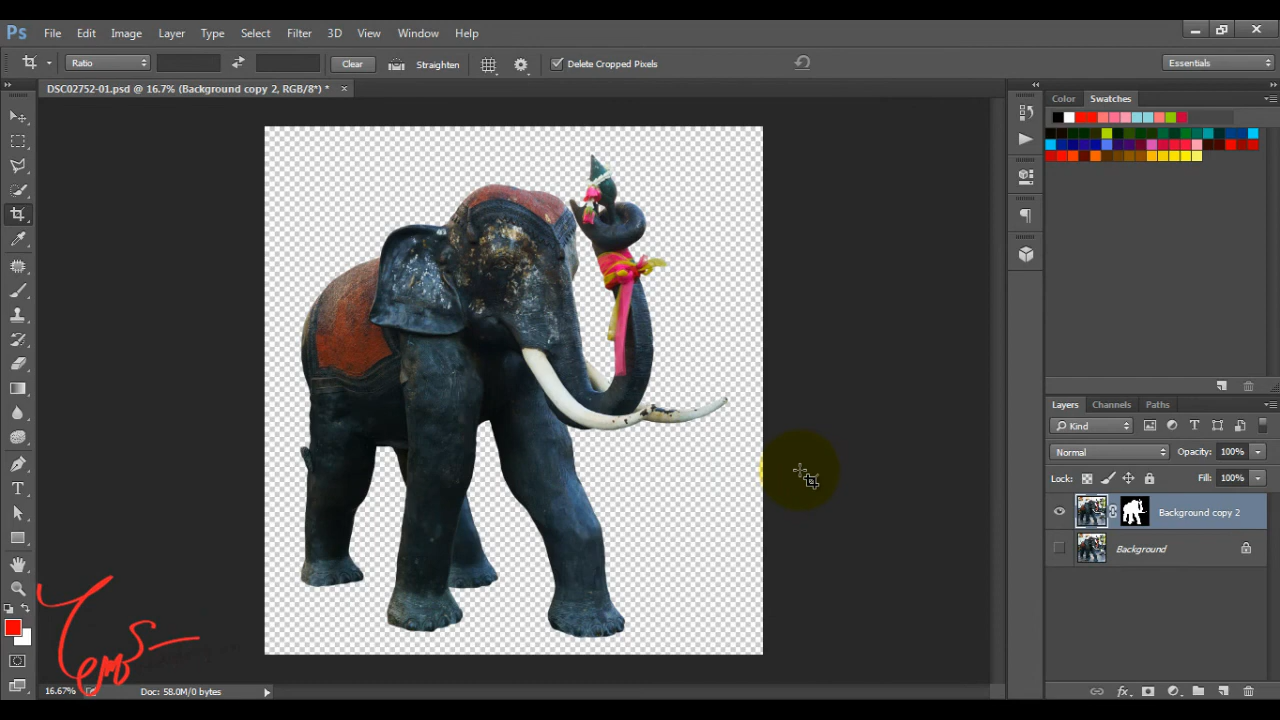 Ps File Edit Image Layer Type Select Filter 3D View Window Help
Ratio Clear Straighten Delete Cropped Pixels Essentials
DSC02752-01.psd @ 16.7% (Background copy 2, RGB/8*) *
Color Swatches
Layers Channels Paths
Kind
Normal Opacity: 100%
Lock: Fill: 100%
Background copy 2
Background
16.67% Doc: 58.0M/0 bytes